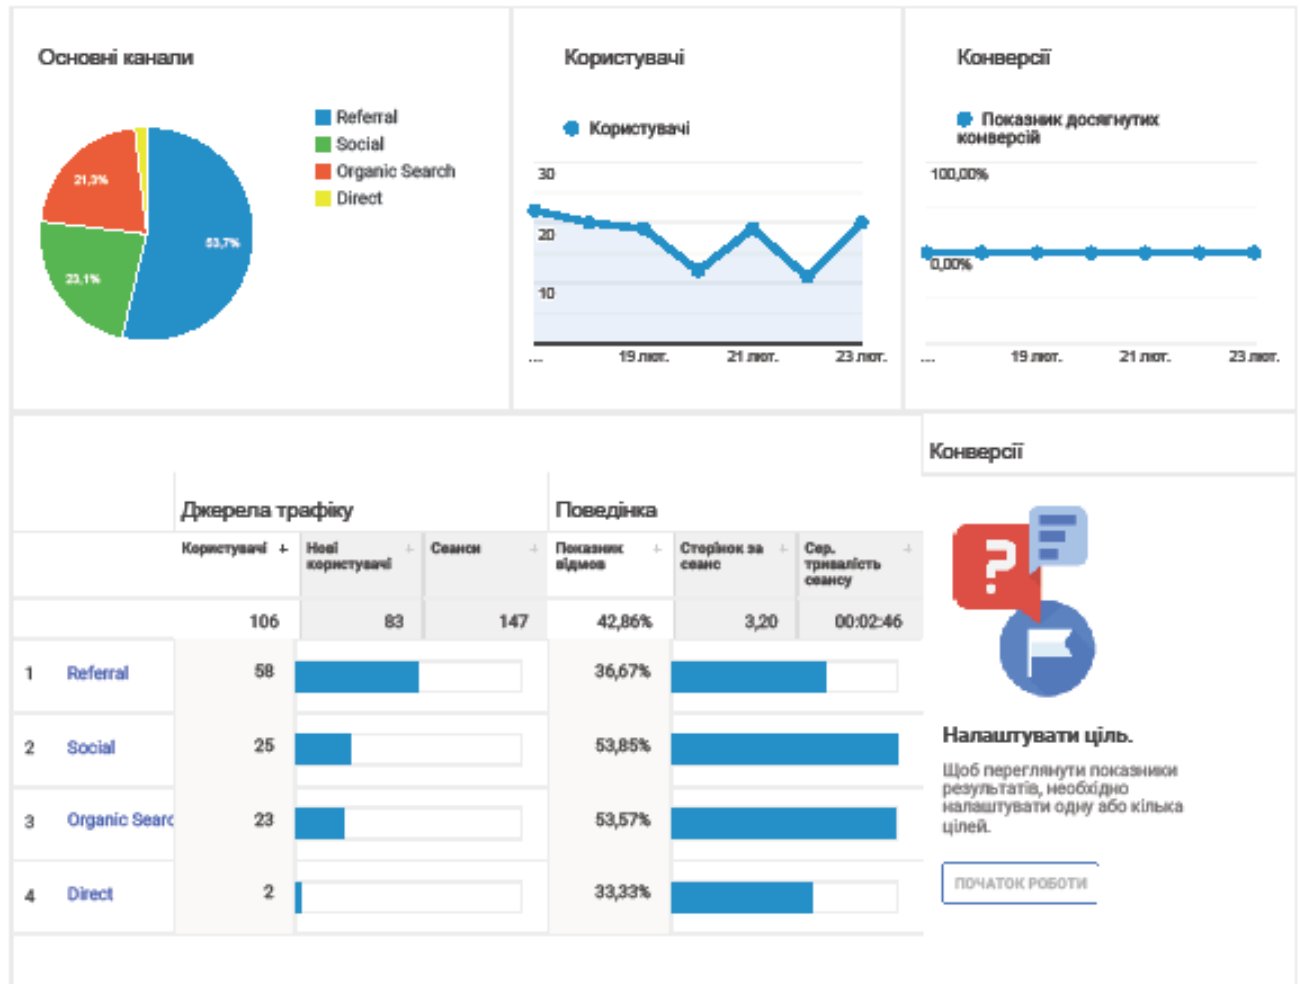 Основні канали
Referral
Social
Organic Search
Direct
21,3%
53,7%
23,1%
Користувачі
Користувачі
30
20
10
...
19 лют.
21 лют.
23 лют.
Конверсії
Показник досягнутих
конверсій
100,00%
0,00%
...
19 лют.
21 лют.
23 лют.
Джерела трафіку
Поведінка
Користувачі
Нові
користувачі
Сеанси
Показник
відмов
Сторінок за
сеанс
Сер.
тривалість
сеансу
106
83
147
42,86%
3,20
00:02:46
1 Referral 58 36,67%
2 Social 25 53,85%
3 Organic Searc 23 53,57%
4 Direct 2 33,33%
Конверсії
?
Налаштувати ціль.
Щоб переглянути показники
результатів, необхідно
налаштувати одну або кілька
цілей.
ПОЧАТОК РОБОТИ